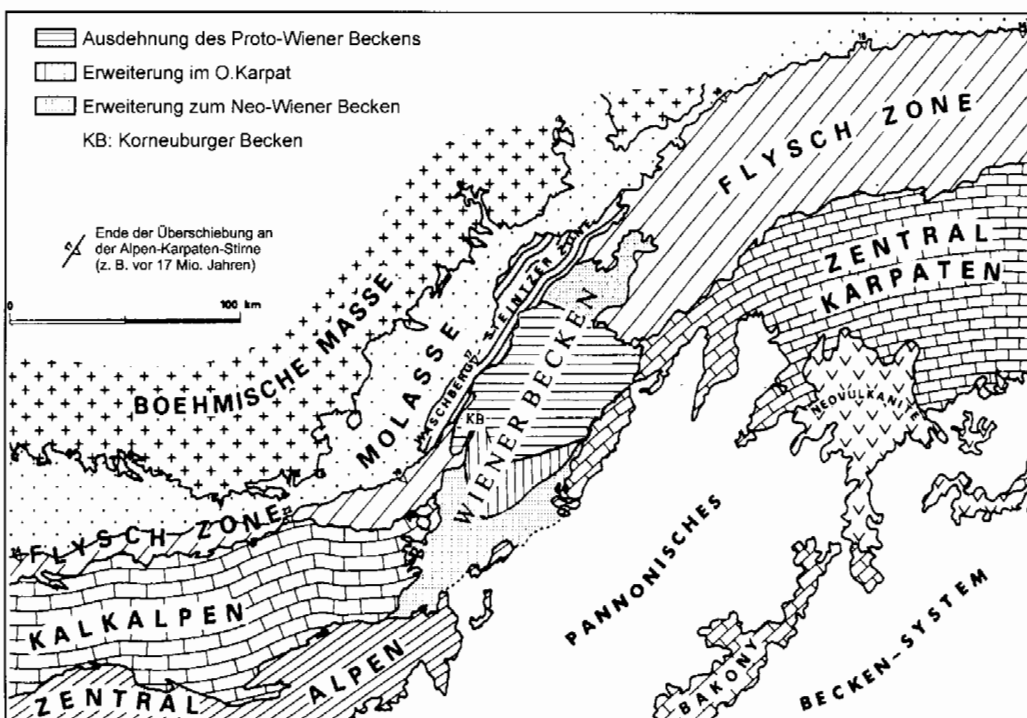 Ausdehnung des Proto-Wiener Beckens
Erweiterung im O.Karpat
Erweiterung zum Neo-Wiener Becken
KB: Korneuburger Becken
Ende der Überschiebung an
der Alpen-Karpaten-Stirne
(z. B. vor 17 Mio. Jahren)
0 100 km
FLYSCH ZONE
ZENTRAL
KARPATEN
NEOVULKANITE
BOEHMISCHE MASSE
MOLASSE
WASCHBERG - STEINITZER ZONE
WIENER BECKEN
KB
FLYSCH ZONE
KALKALPEN
ZENTRAL ALPEN
PANNONISCHES
BECKEN-SYSTEM
BAKONY